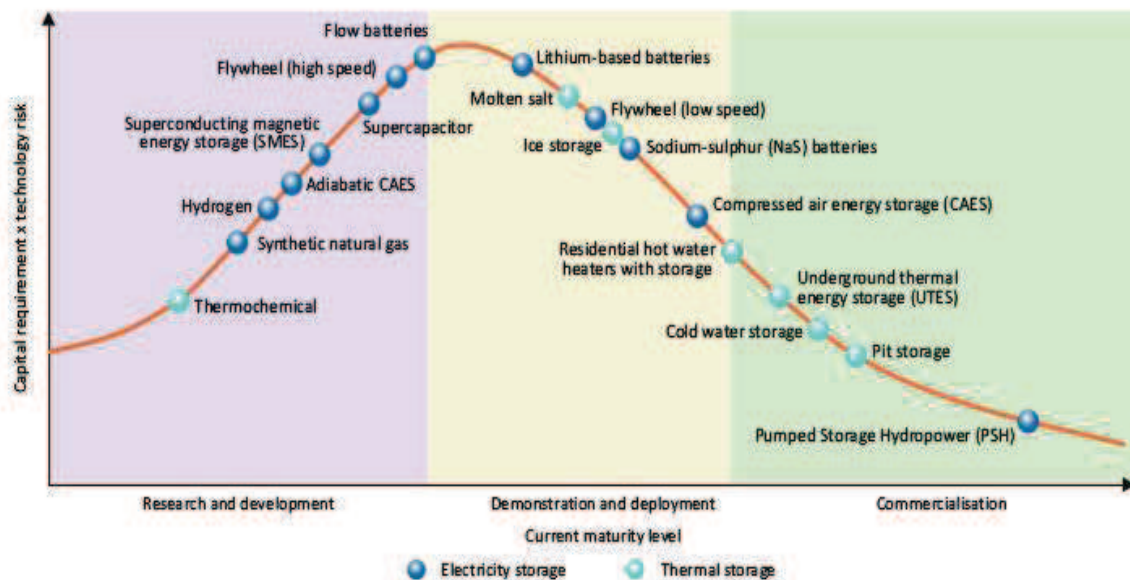 Flow batteries
Flywheel (high speed)
Lithium-based batteries
Molten salt
Flywheel (low speed)
Supercapacitor
Superconducting magnetic
energy storage (SMES)
Ice storage
Sodium-sulphur (NaS) batteries
Adiabatic CAES
Hydrogen
Compressed air energy storage (CAES)
Synthetic natural gas
Residential hot water
heaters with storage
Underground thermal
energy storage (UTES)
Thermochemical
Cold water storage
Pit storage
Pumped Storage Hydropower (PSH)
Capital requirement x technology risk
Research and development
Demonstration and deployment
Commercialisation
Current maturity level
Electricity storage
Thermal storage